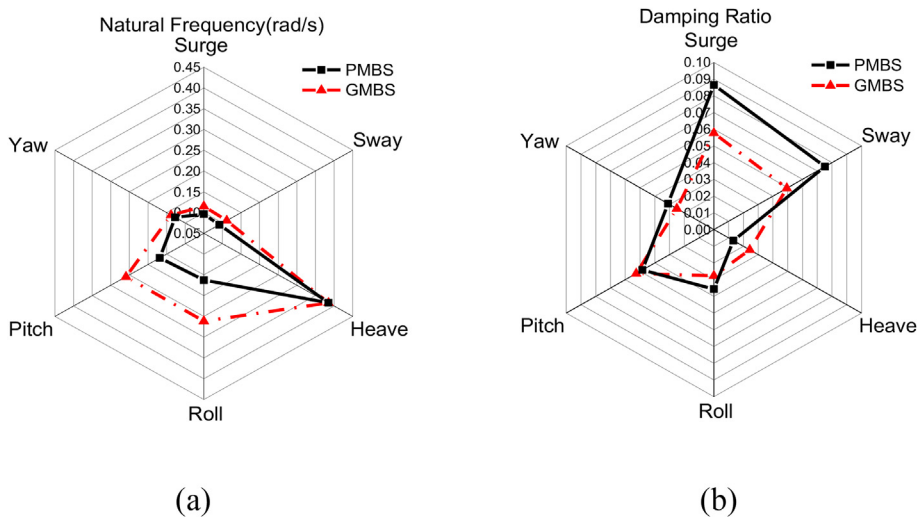 Natural Frequency(rad/s)
Surge
0.45
0.40
0.35
0.30
0.25
0.20
0.15
0.05
PMBS
GMBS
Sway
Yaw
Pitch
Heave
Roll
(a)
Damping Ratio
Surge
0.10
0.09
0.08
0.07
0.06
0.05
0.04
0.03
0.02
0.01
0.00
PMBS
GMBS
Sway
Yaw
Pitch
Heave
Roll
(b)